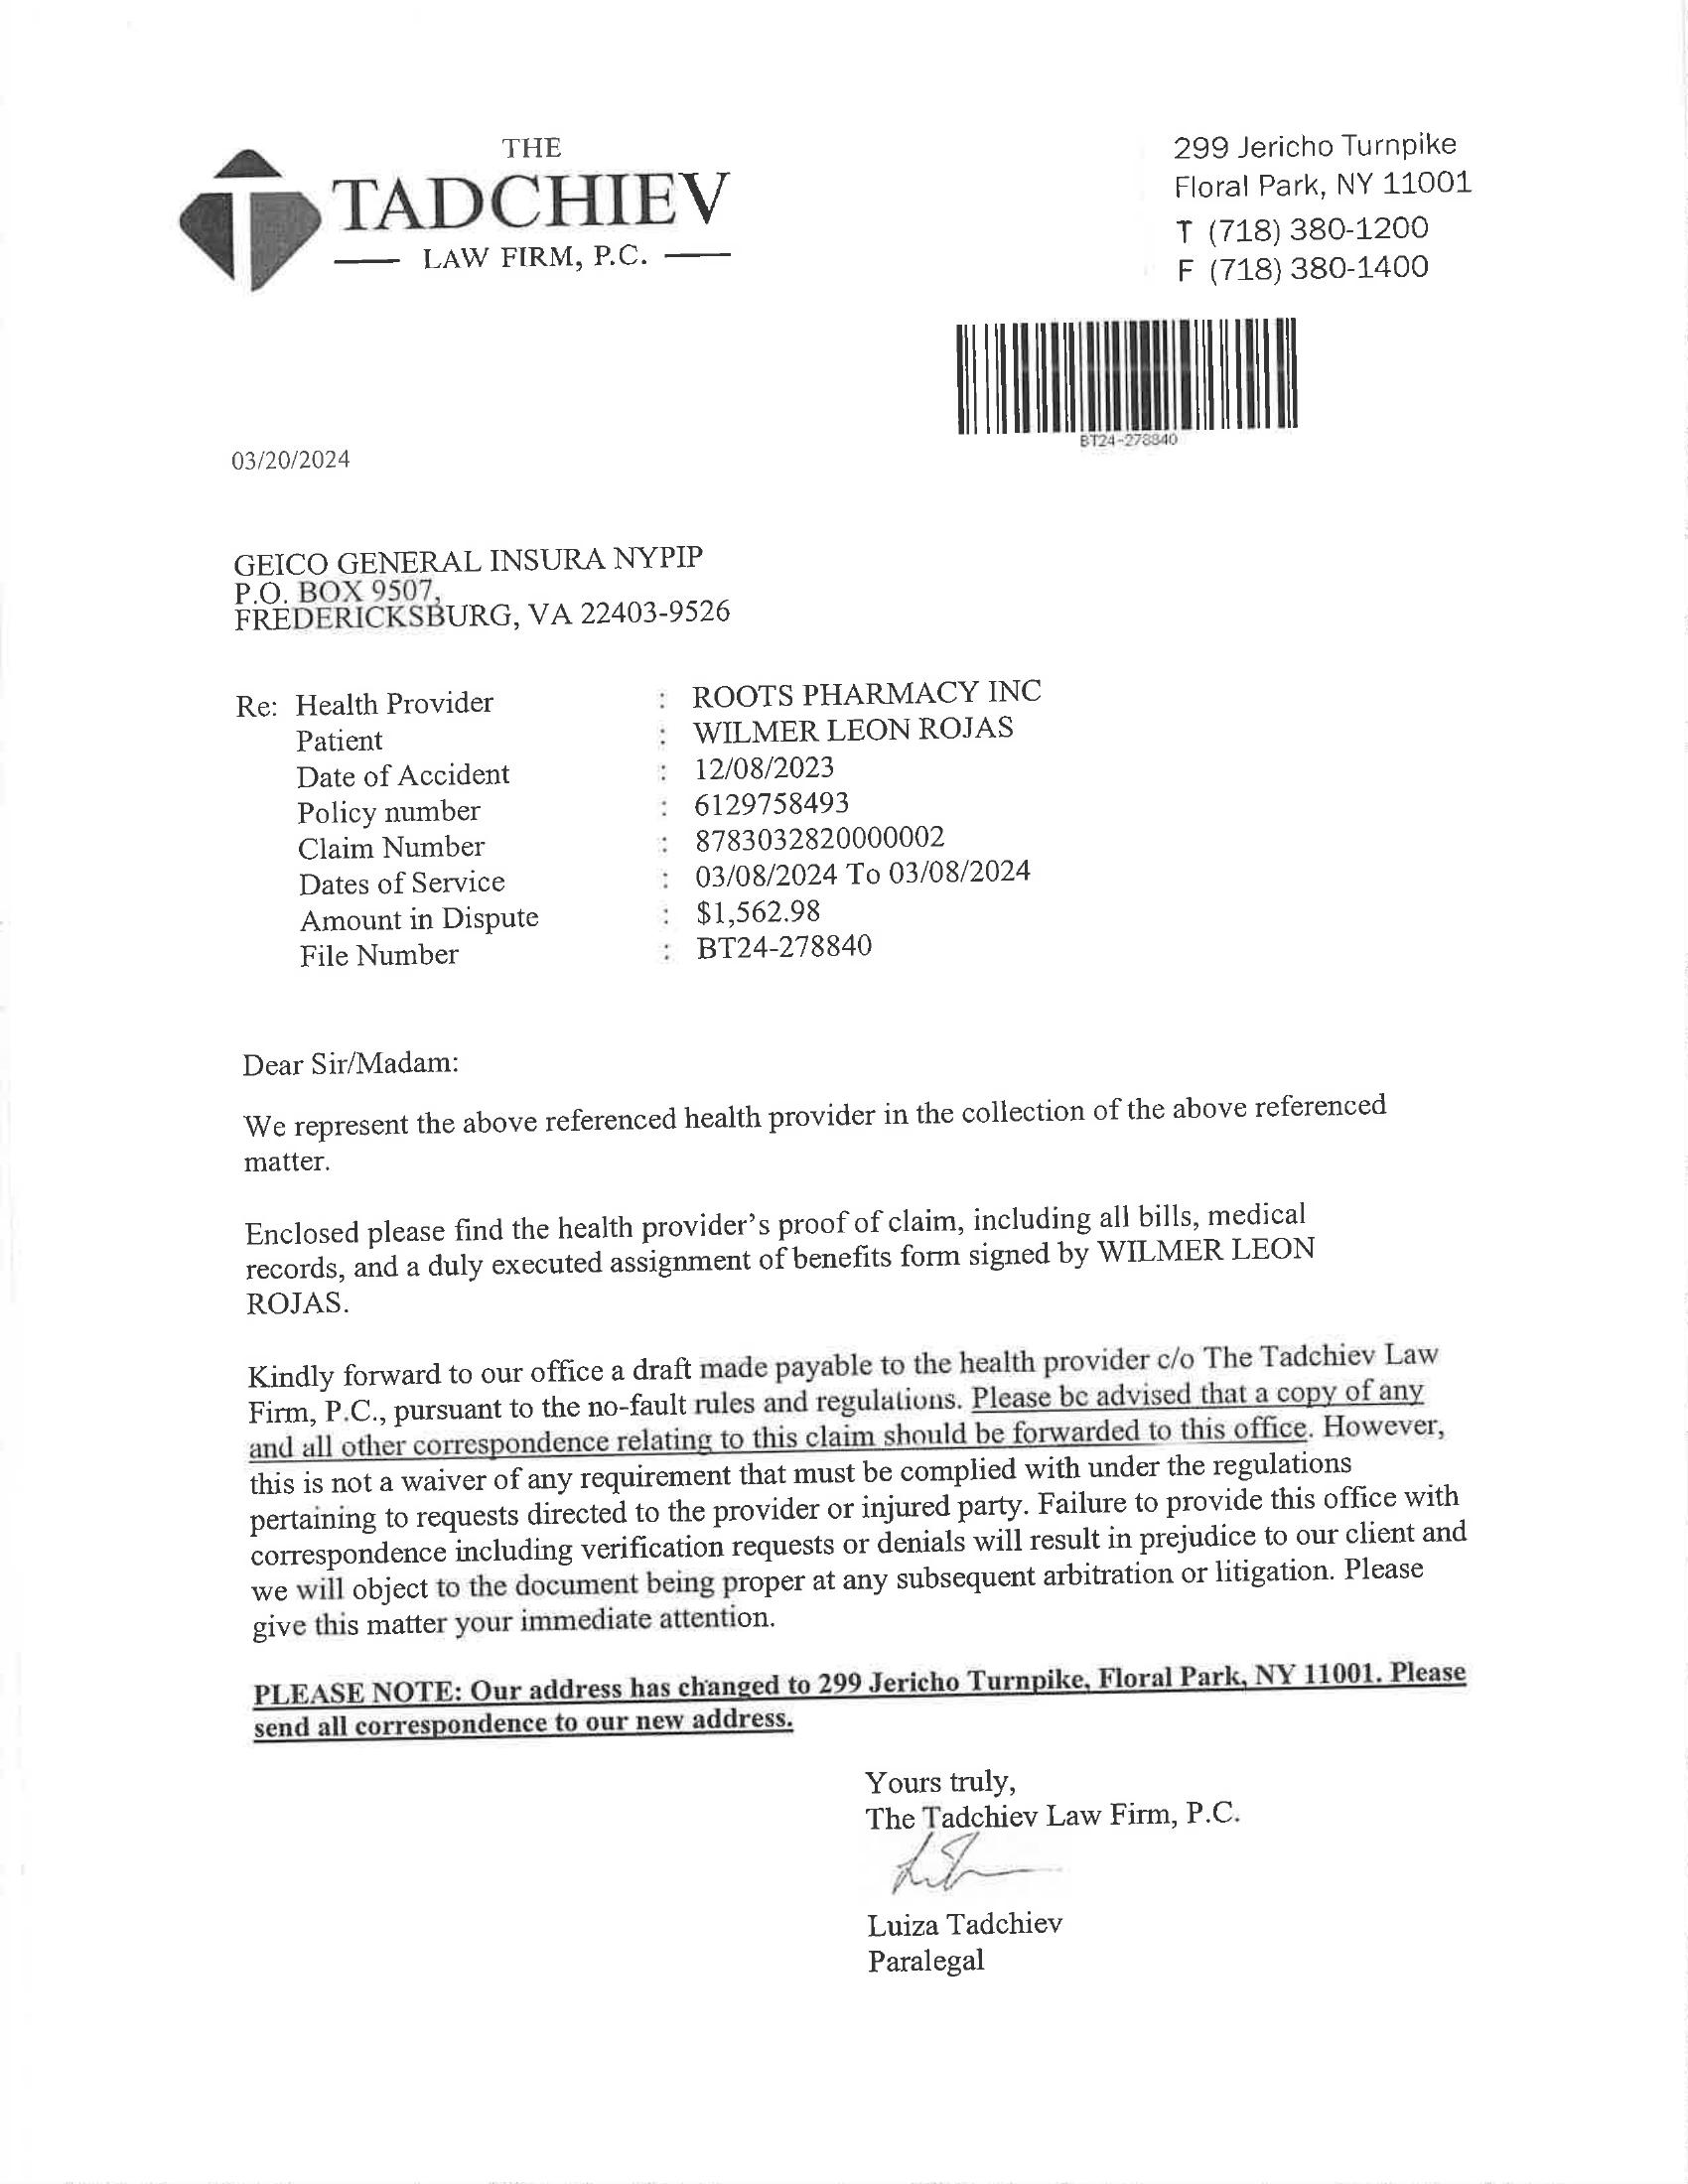 THE
TADCHIEV
LAW FIRM, P.C.
299 Jericho Turnpike
Floral Park, NY 11001
T (718) 380-1200
F (718) 380-1400
BT24-278840
03/20/2024
GEICO GENERAL INSURA NYPIP
P.O. BOX 9507,
FREDERICKSBURG, VA 22403-9526
Re: Health Provider : ROOTS PHARMACY INC
Patient : WILMER LEON ROJAS
Date of Accident : 12/08/2023
Policy number : 6129758493
Claim Number : 8783032820000002
Dates of Service : 03/08/2024 To 03/08/2024
Amount in Dispute : $1,562.98
File Number : BT24-278840
Dear Sir/Madam:
We represent the above referenced health provider in the collection of the above referenced
matter.
Enclosed please find the health provider's proof of claim, including all bills, medical
records, and a duly executed assignment of benefits form signed by WILMER LEON
ROJAS.
Kindly forward to our office a draft made payable to the health provider c/o The Tadchiev Law
Firm, P.C., pursuant to the no-fault rules and regulations. Please be advised that a copy of any
and all other correspondence relating to this claim should be forwarded to this office. However,
this is not a waiver of any requirement that must be complied with under the regulations
pertaining to requests directed to the provider or injured party. Failure to provide this office with
correspondence including verification requests or denials will result in prejudice to our client and
we will object to the document being proper at any subsequent arbitration or litigation. Please
give this matter your immediate attention.
PLEASE NOTE: Our address has changed to 299 Jericho Turnpike, Floral Park, NY 11001. Please
send all correspondence to our new address.
Yours truly,
The Tadchiev Law Firm, P.C.
Luiza Tadchiev
Paralegal